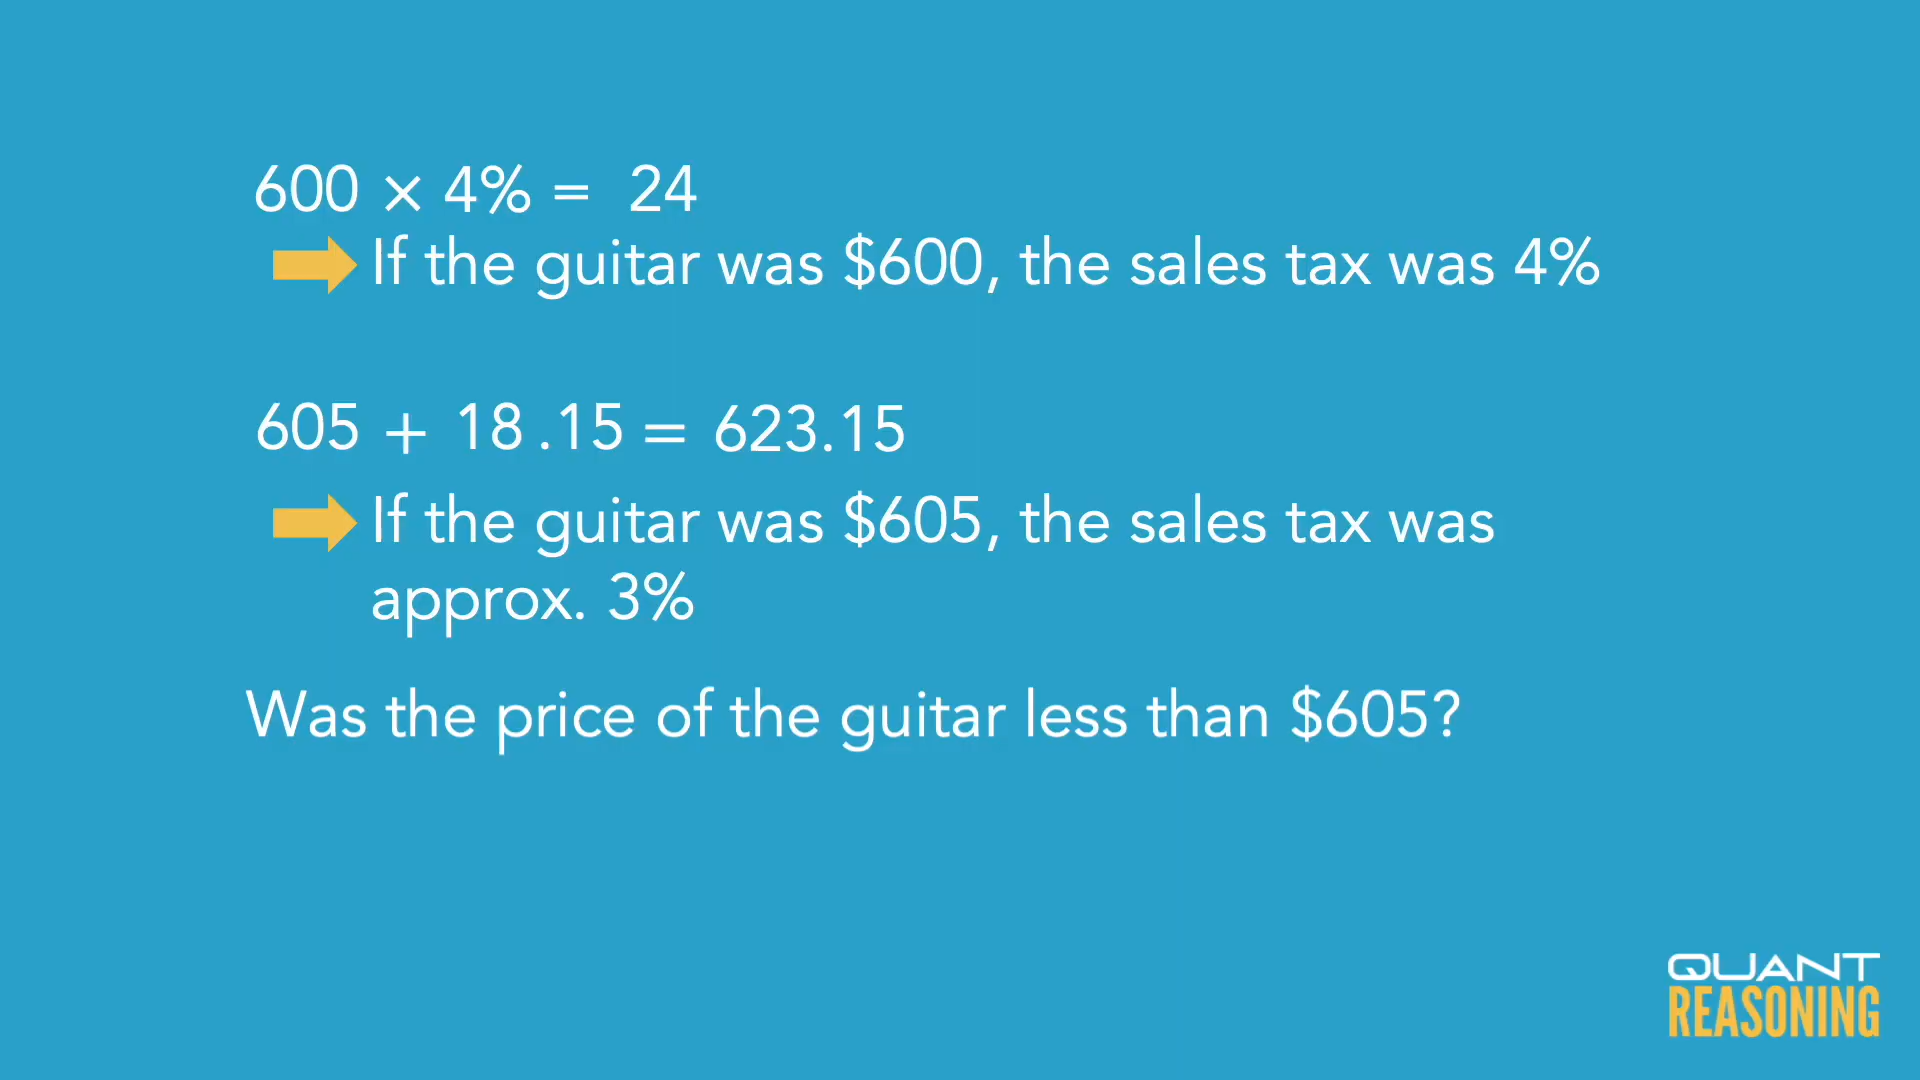 600 × 4% = 24
If the guitar was $600, the sales tax was 4%
605 + 18.15 = 623.15
If the guitar was $605, the sales tax was
approx. 3%
Was the price of the guitar less than $605?
QUANT
REASONING